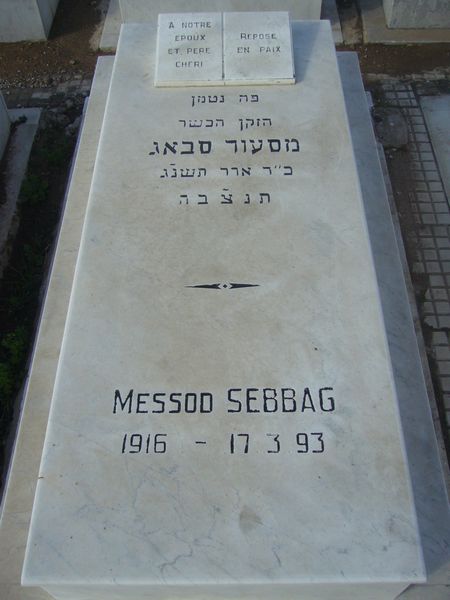 A NOTRE
EPOUX
ET PERE
CHERI
REPOSE
EN PAIX
פה נטמן
הזקן הכשר
מסעוד סבאג
כ״ד אדר תשנ״ג
ת נ צ ב ה
MESSOD SEBBAG
1916 - 17 3 93